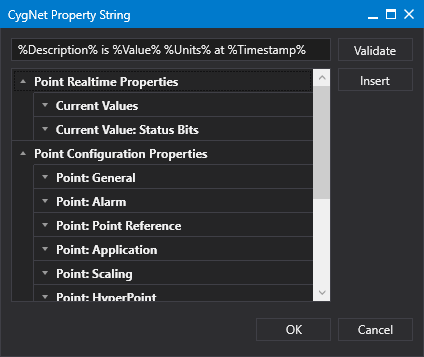 CygNet Property String
%Description% is %Value% %Units% at %Timestamp%
Validate
Insert
Point Realtime Properties
Current Values
Current Value: Status Bits
Point Configuration Properties
Point: General
Point: Alarm
Point: Point Reference
Point: Application
Point: Scaling
Point: HyperPoint
OK
Cancel